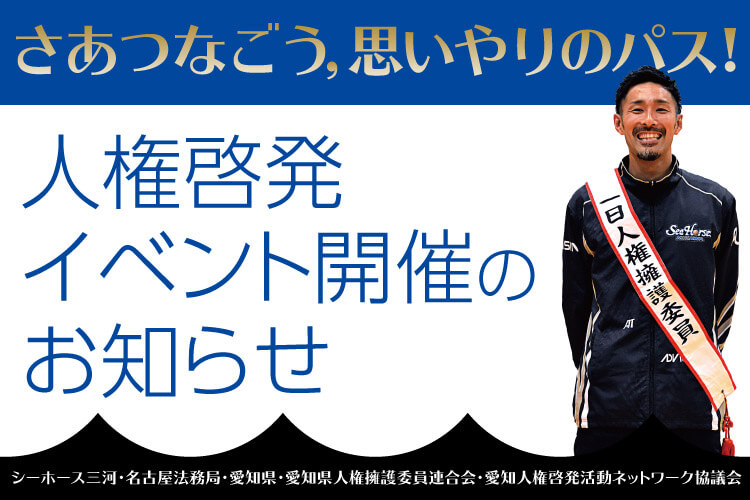 さあつなごう,思いやりのパス!
人権啓発
イベント開催の
お知らせ
一日人権擁護委員
SeaHorses
AT
シーホース三河・名古屋法務局・愛知県・愛知県人権擁護委員連合会・愛知人権啓発活動ネットワーク協議会